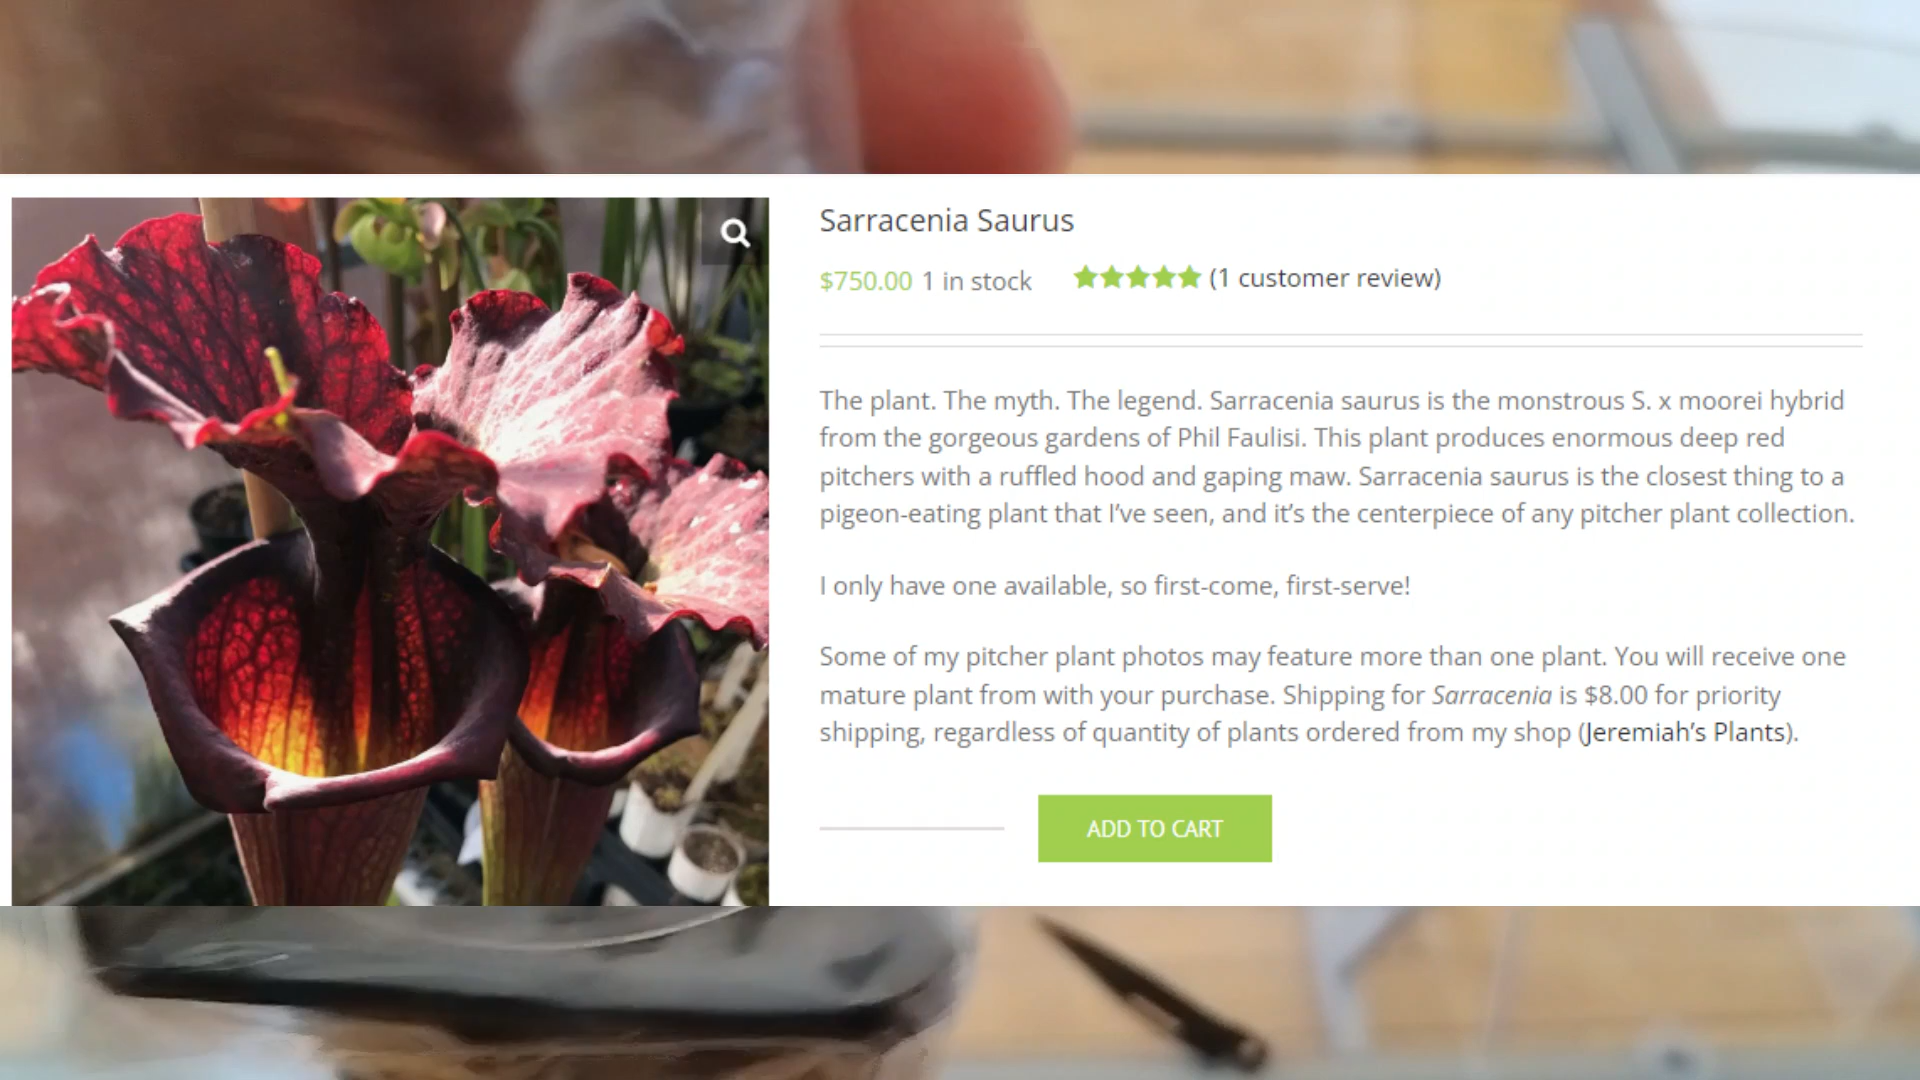 Sarracenia Saurus
$750.00 1 in stock (1 customer review)
The plant. The myth. The legend. Sarracenia saurus is the monstrous S. x moorei hybrid
from the gorgeous gardens of Phil Faulisi. This plant produces enormous deep red
pitchers with a ruffled hood and gaping maw. Sarracenia saurus is the closest thing to a
pigeon-eating plant that I've seen, and it's the centerpiece of any pitcher plant collection.
I only have one available, so first-come, first-serve!
Some of my pitcher plant photos may feature more than one plant. You will receive one
mature plant from with your purchase. Shipping for Sarracenia is $8.00 for priority
shipping, regardless of quantity of plants ordered from my shop (Jeremiah's Plants).
ADD TO CART